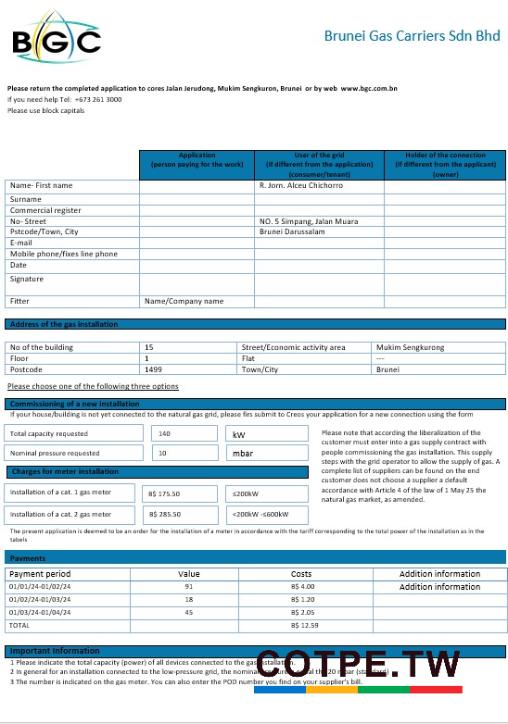 BGC
Brunei Gas Carriers Sdn Bhd
Please return the completed application to cores Jalan Jerudong, Mukim Sengkuron, Brunei or by web www.bgc.com.bn
If you need help Tel: +673 261 3000
Please use block capitals
Application
(person paying for the work)
User of the grid
(if different from the application)
(consumer/tenant)
Holder of the connection
(if different from the applicant)
(owner)
Name- First name R. Jorn. Alceu Chichorro
Surname
Commercial register
No- Street NO. 5 Simpang, Jalan Muara
Pstcode/Town, City Brunei Darussalam
E-mail
Mobile phone/fixes line phone
Date
Signature
Fitter Name/Company name
Address of the gas installation
No of the building 15 Street/Economic activity area Mukim Sengkurong
Floor 1 Flat ---
Postcode 1499 Town/City Brunei
Please choose one of the following three options
Commissioning of a new installation
If your house/building is not yet connected to the natural gas grid, please firs submit to Creos your application for a new connection using the form
Total capacity requested 140 kW
Nominal pressure requested 10 mbar
Please note that according the liberalization of the
customer must enter into a gas supply contract with
people commissioning the gas installation. This supply
steps with the grid operator to allow the supply of gas. A
complete list of suppliers can be found on the end
customer does not choose a supplier a default
accordance with Article 4 of the law of 1 May 25 the
natural gas market, as amended.
Charges for meter installation
Installation of a cat. 1 gas meter B$ 175.50 ≤200kW
Installation of a cat. 2 gas meter B$ 285.50 <200kW -≤600kW
The present application is deemed to be an order for the installation of a meter in accordance with the tariff corresponding to the total power of the installation as in the
tabels
Pavments
Payment period Value Costs Addition information
01/01/24-01/02/24 91 B$ 4.00 Addition information
01/02/24-01/03/24 18 B$ 1.20
01/03/24-01/04/24 45 B$ 2.05
TOTAL B$ 12.59
Important Information
1 Please indicate the total capacity (power) of all devices connected to the gas installation.
2 In general for an installation connected to the low-pressure grid, the nominal 20 mbar
3 The number is indicated on the gas meter. You can also enter the POD number you find on your supplier's bill.
COTPE.TW